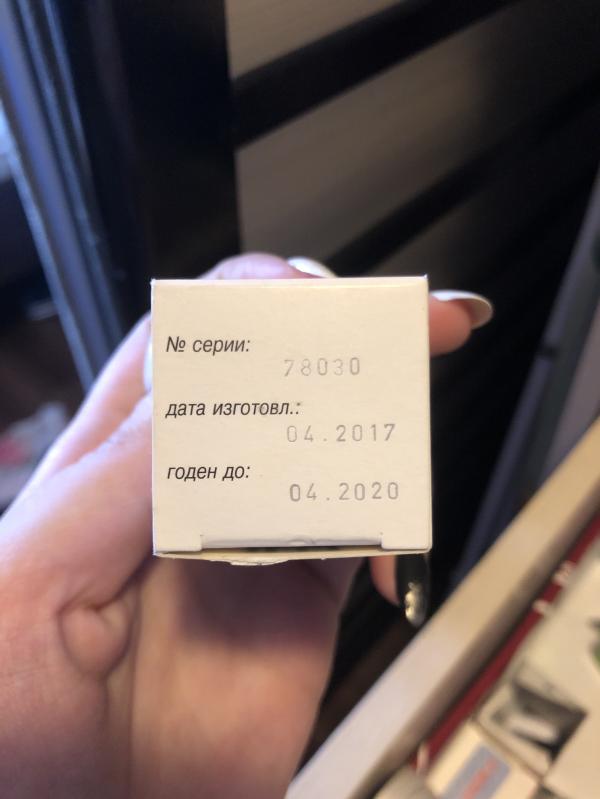 № серии:
78030
дата изготовл.:
04.2017
годен до:
04.2020